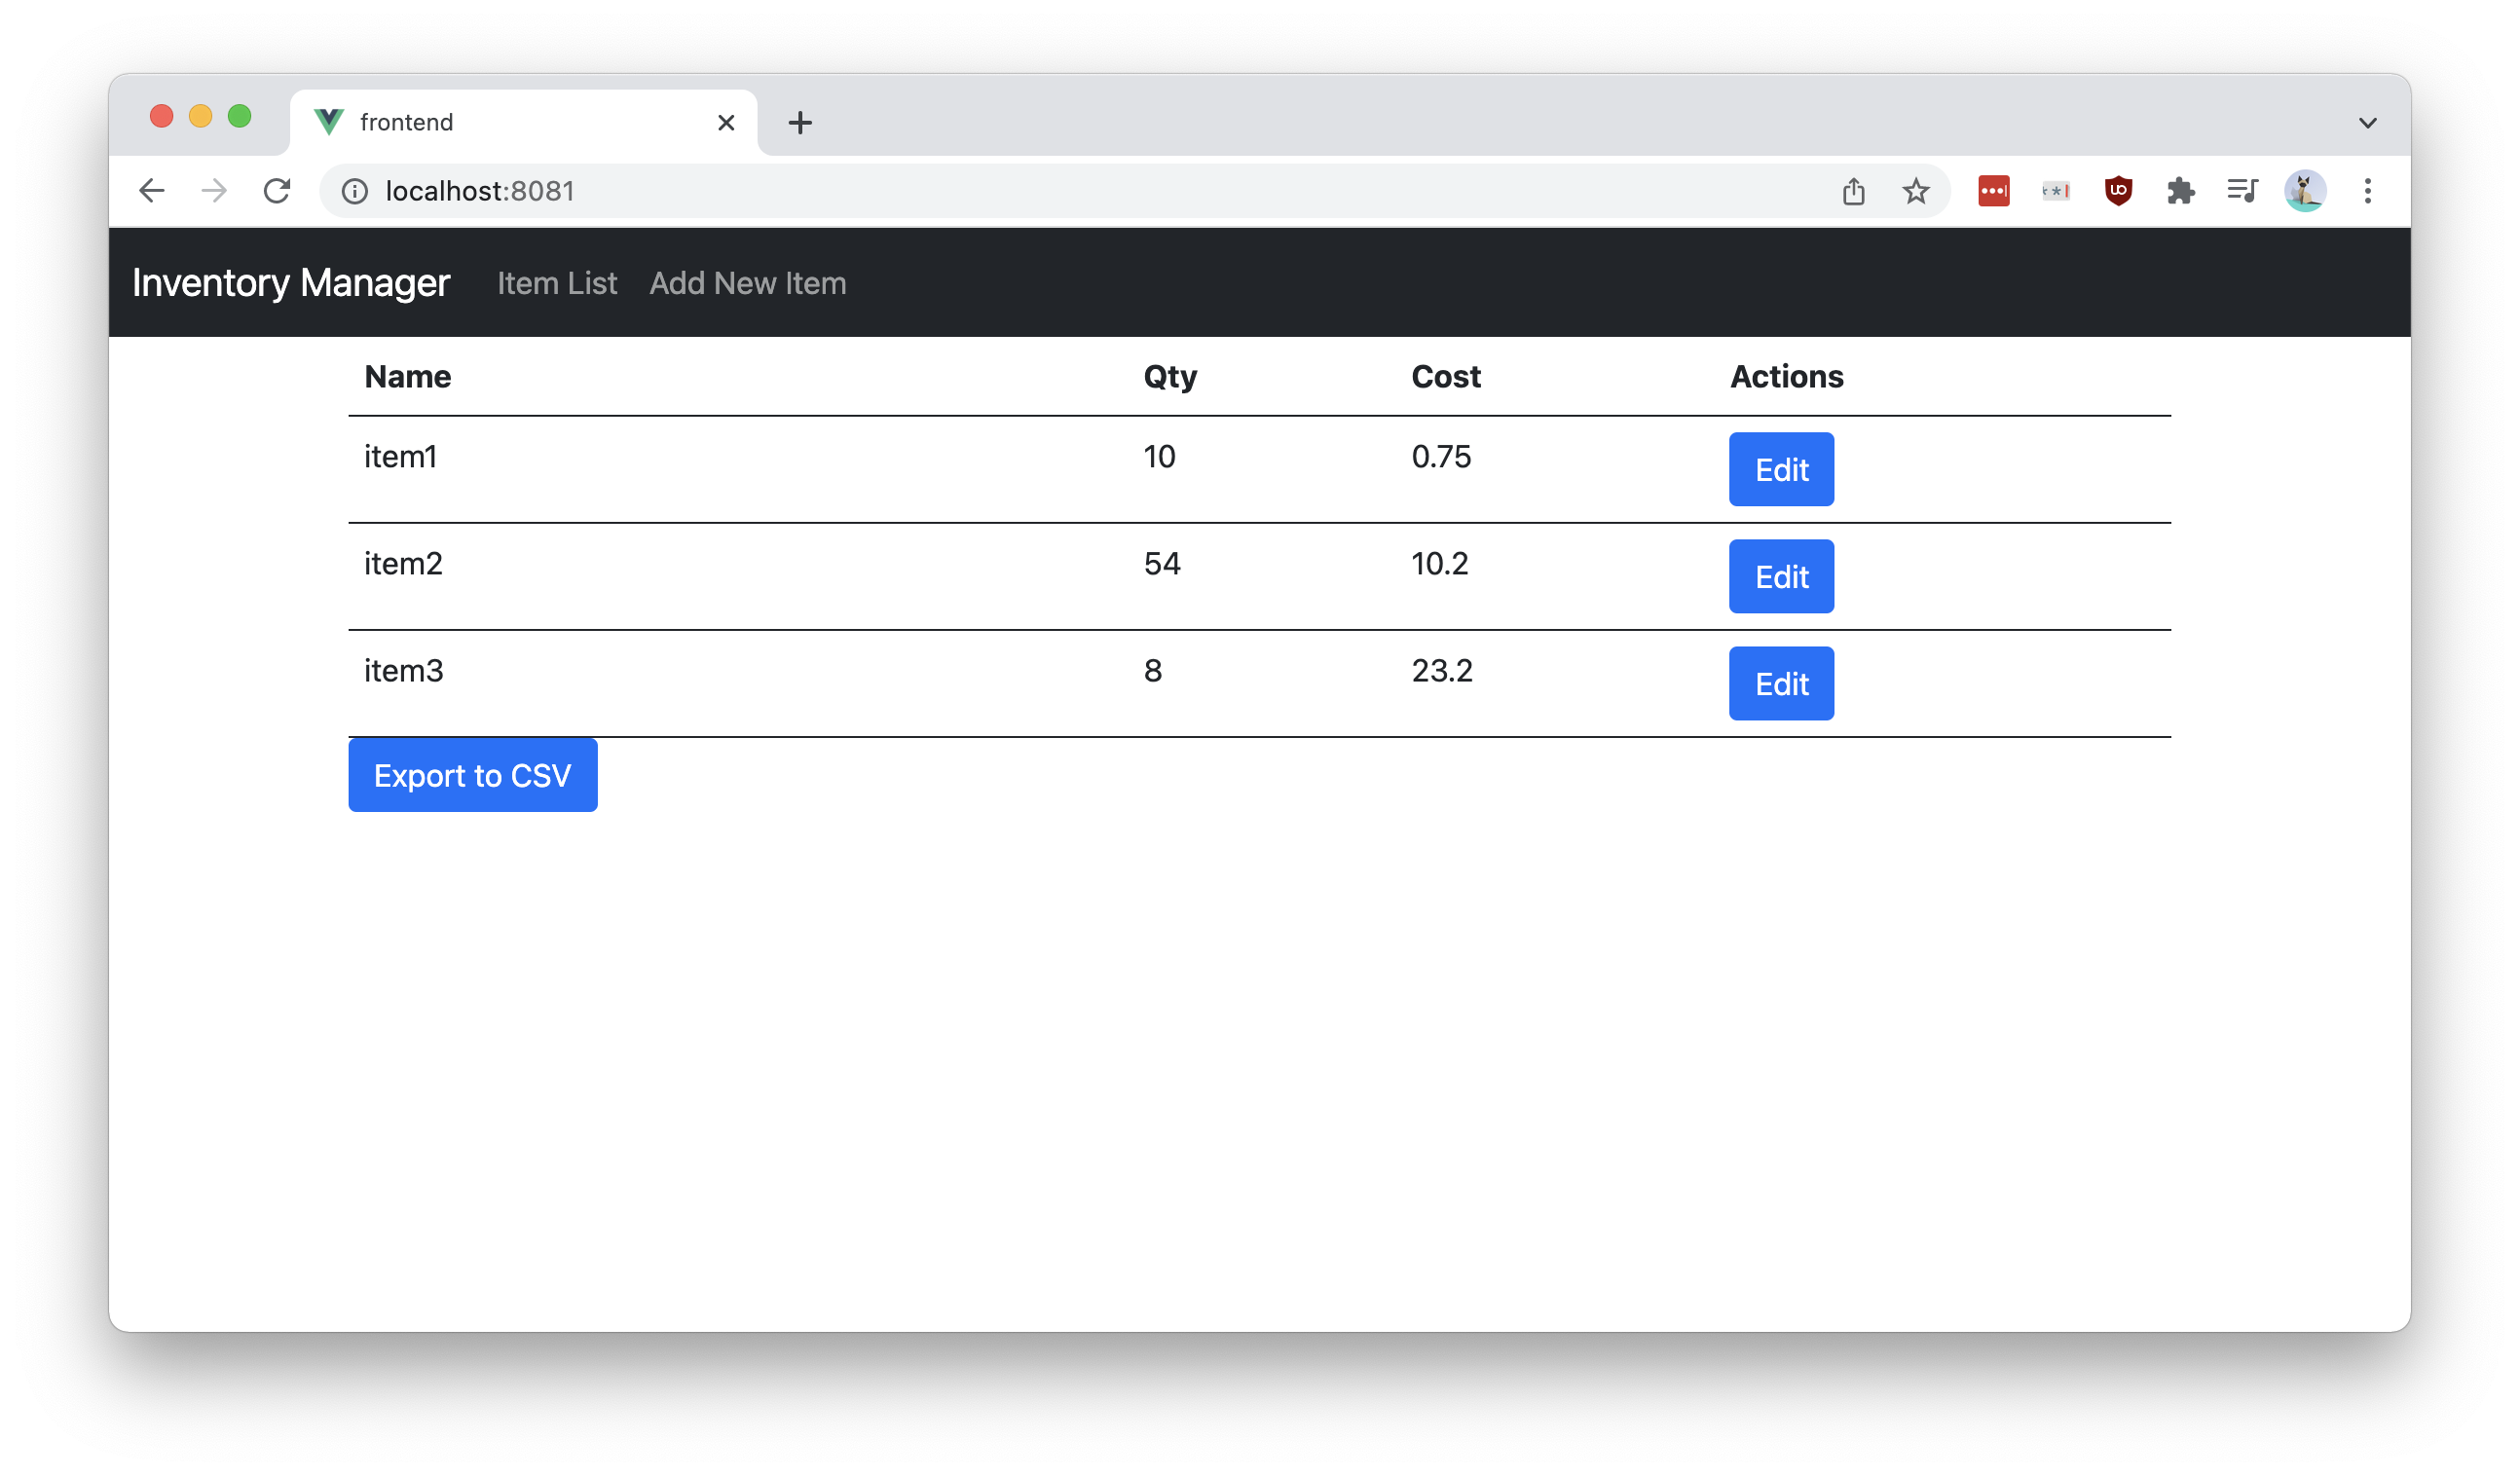 frontend
localhost:8081
Inventory Manager Item List Add New Item
Name Qty Cost Actions
item1 10 0.75 Edit
item2 54 10.2 Edit
item3 8 23.2 Edit
Export to CSV